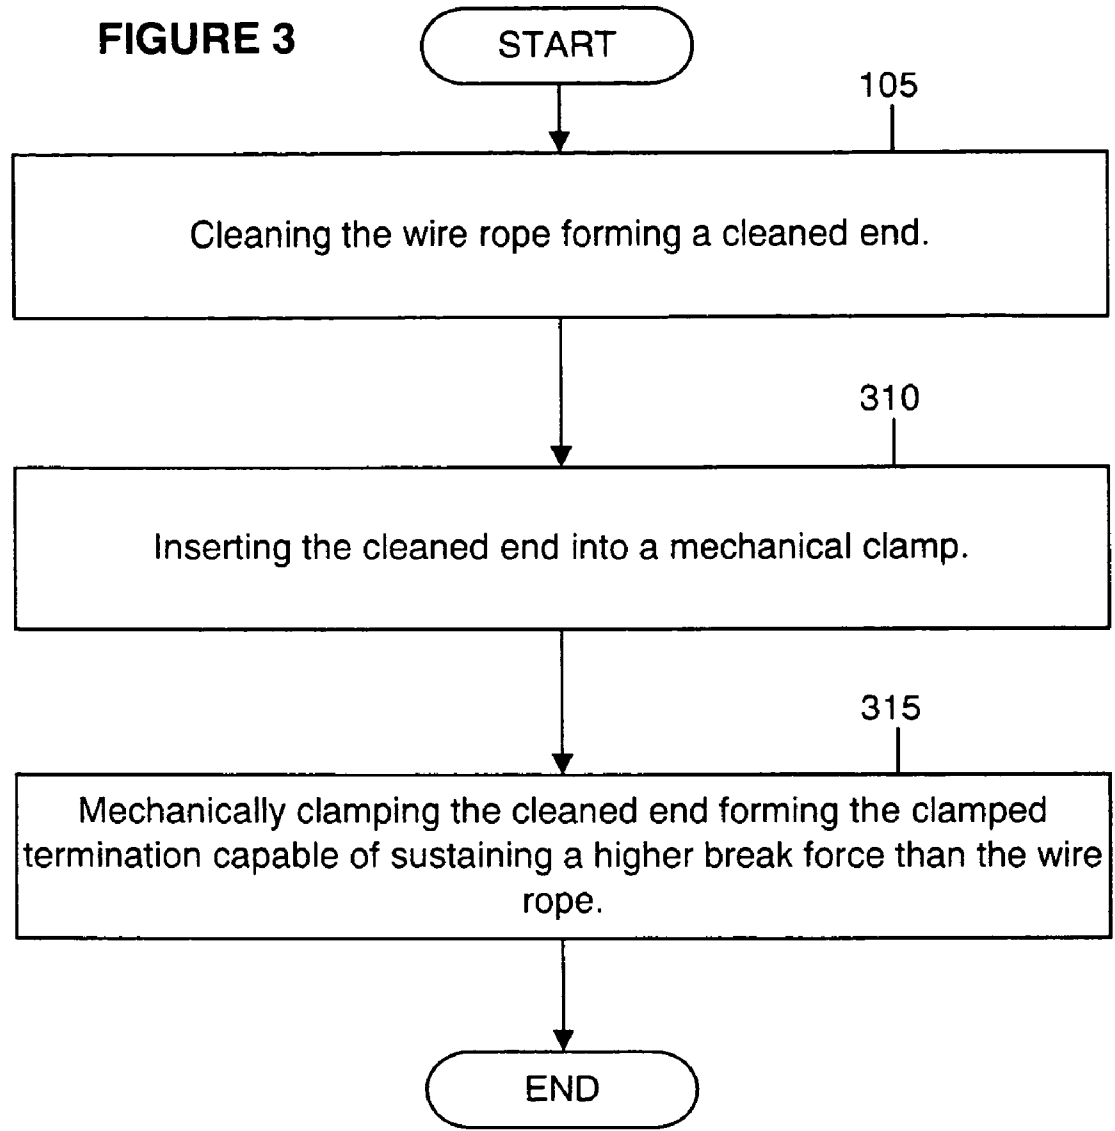 FIGURE 3
START
105
Cleaning the wire rope forming a cleaned end.
310
Inserting the cleaned end into a mechanical clamp.
315
Mechanically clamping the cleaned end forming the clamped
termination capable of sustaining a higher break force than the wire
rope.
END